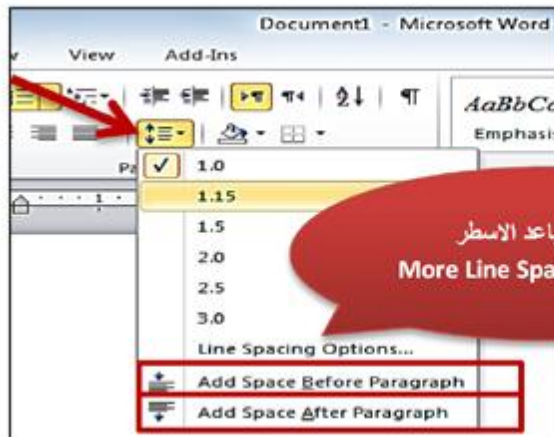 Document1 - Microsoft Word
View Add-Ins
AaBbCc
Emphasis
1.0
1.15
1.5
2.0
2.5
3.0
Line Spacing Options...
Add Space Before Paragraph
Add Space After Paragraph
الاسطر
More Line Spa